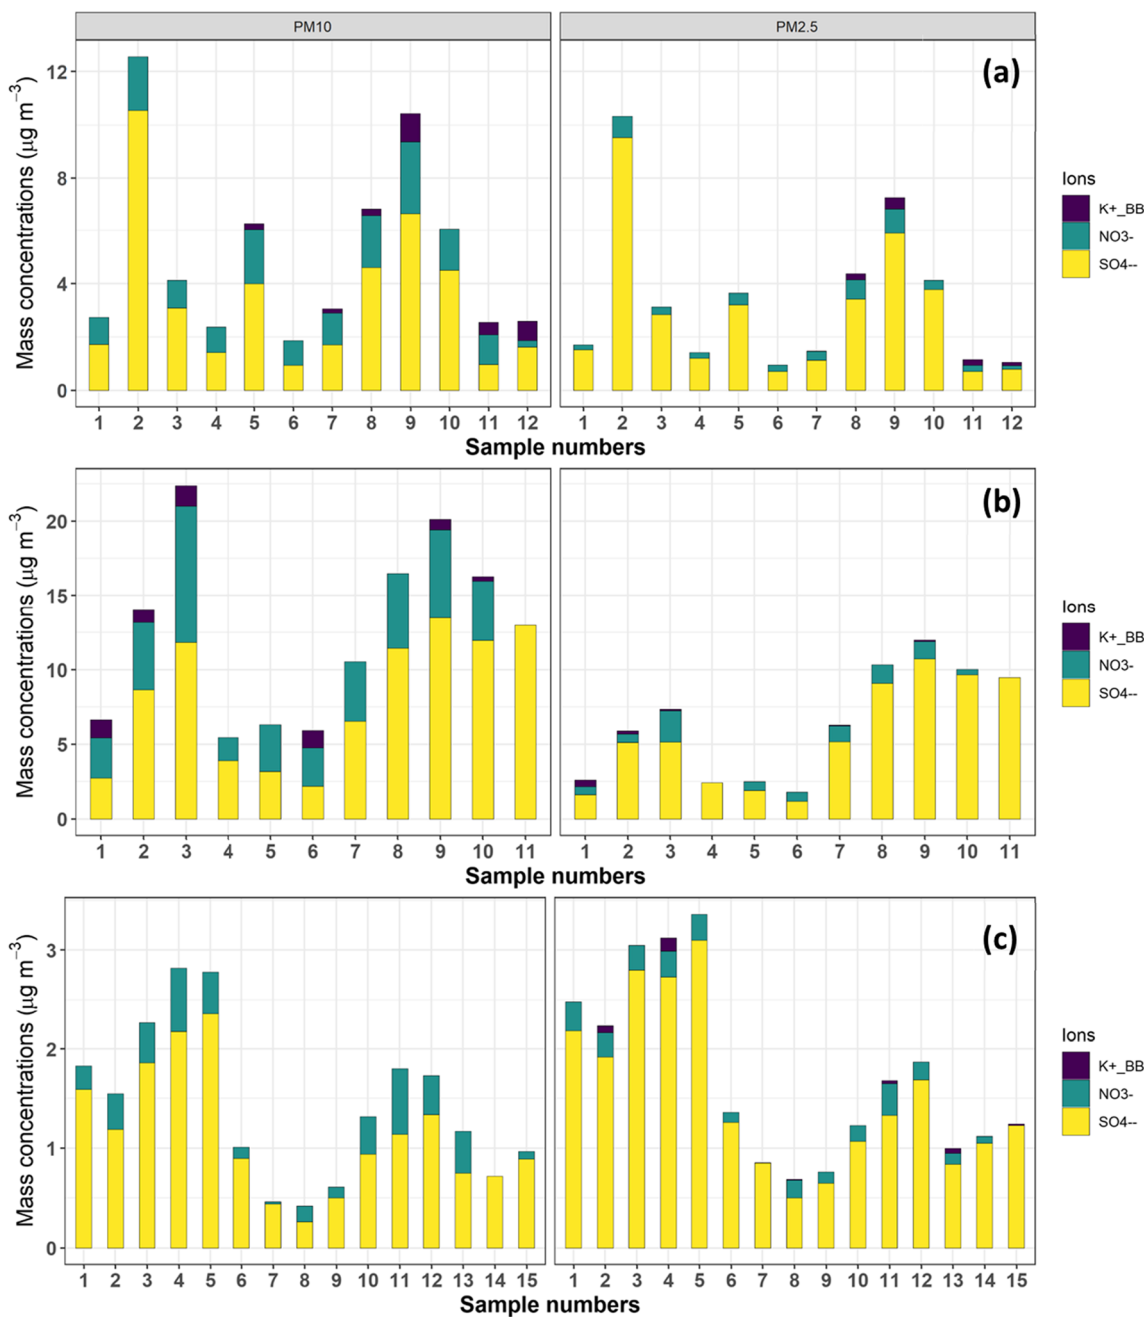 PM10 PM2.5
(a)
Mass concentrations (μg m⁻³)
12
8
4
0
1 2 3 4 5 6 7 8 9 10 11 12 1 2 3 4 5 6 7 8 9 10 11 12
Sample numbers
Ions
K+_BB
NO3-
SO4--
(b)
Mass concentrations (μg m⁻³)
20
15
10
5
0
1 2 3 4 5 6 7 8 9 10 11 1 2 3 4 5 6 7 8 9 10 11
Sample numbers
Ions
K+_BB
NO3-
SO4--
(c)
Mass concentrations (μg m⁻³)
3
2
1
0
1 2 3 4 5 6 7 8 9 10 11 12 13 14 15 1 2 3 4 5 6 7 8 9 10 11 12 13 14 15
Sample numbers
Ions
K+_BB
NO3-
SO4--